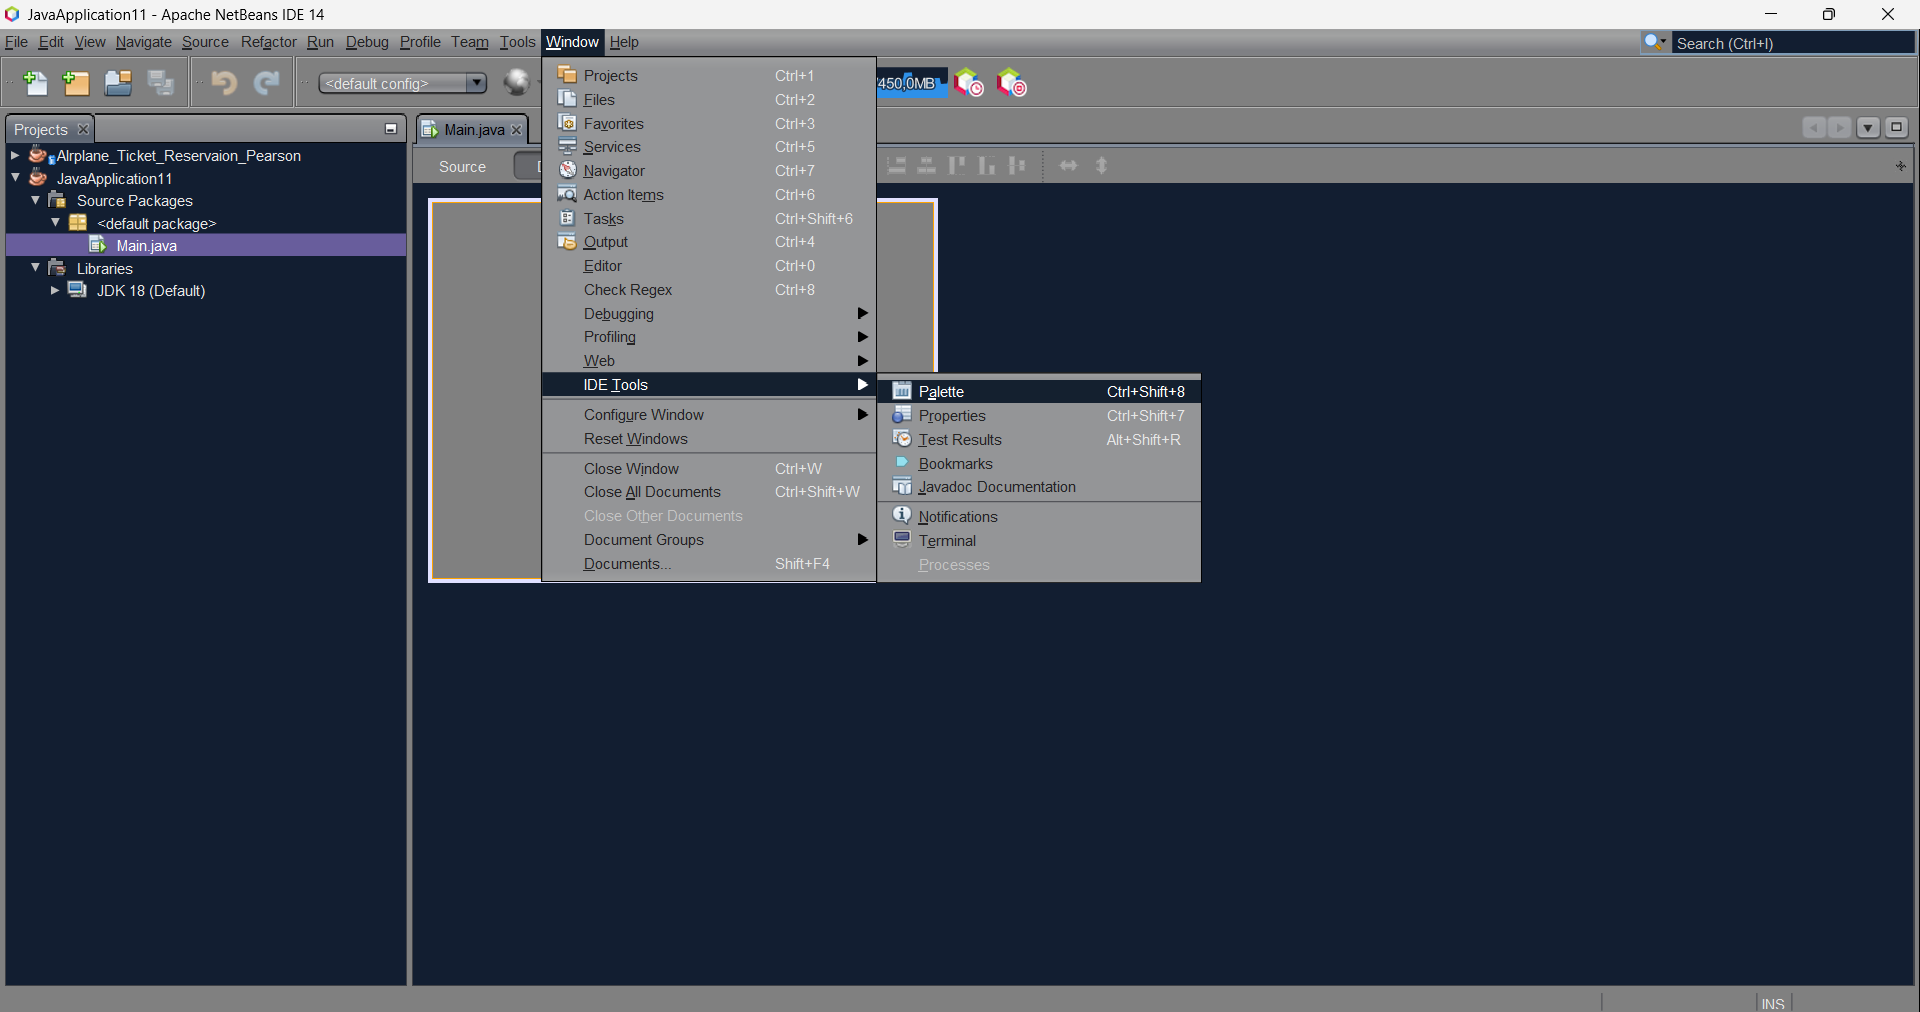 JavaApplication11 - Apache NetBeans IDE 14
File Edit View Navigate Source Refactor Run Debug Profile Team Tools Window Help
Search (Ctrl+I)
<default config>
450,0MB
Projects
AIrplane_Ticket_Reservaion_Pearson
JavaApplication11
Source Packages
<default package>
Main.java
Libraries
JDK 18 (Default)
Main.java
Source
Projects Ctrl+1
Files Ctrl+2
Favorites Ctrl+3
Services Ctrl+5
Navigator Ctrl+7
Action Items Ctrl+6
Tasks Ctrl+Shift+6
Output Ctrl+4
Editor Ctrl+0
Check Regex Ctrl+8
Debugging
Profiling
Web
IDE Tools
Configure Window
Reset Windows
Close Window Ctrl+W
Close All Documents Ctrl+Shift+W
Close Other Documents
Document Groups
Documents... Shift+F4
Palette Ctrl+Shift+8
Properties Ctrl+Shift+7
Test Results Alt+Shift+R
Bookmarks
Javadoc Documentation
Notifications
Terminal
Processes
INS